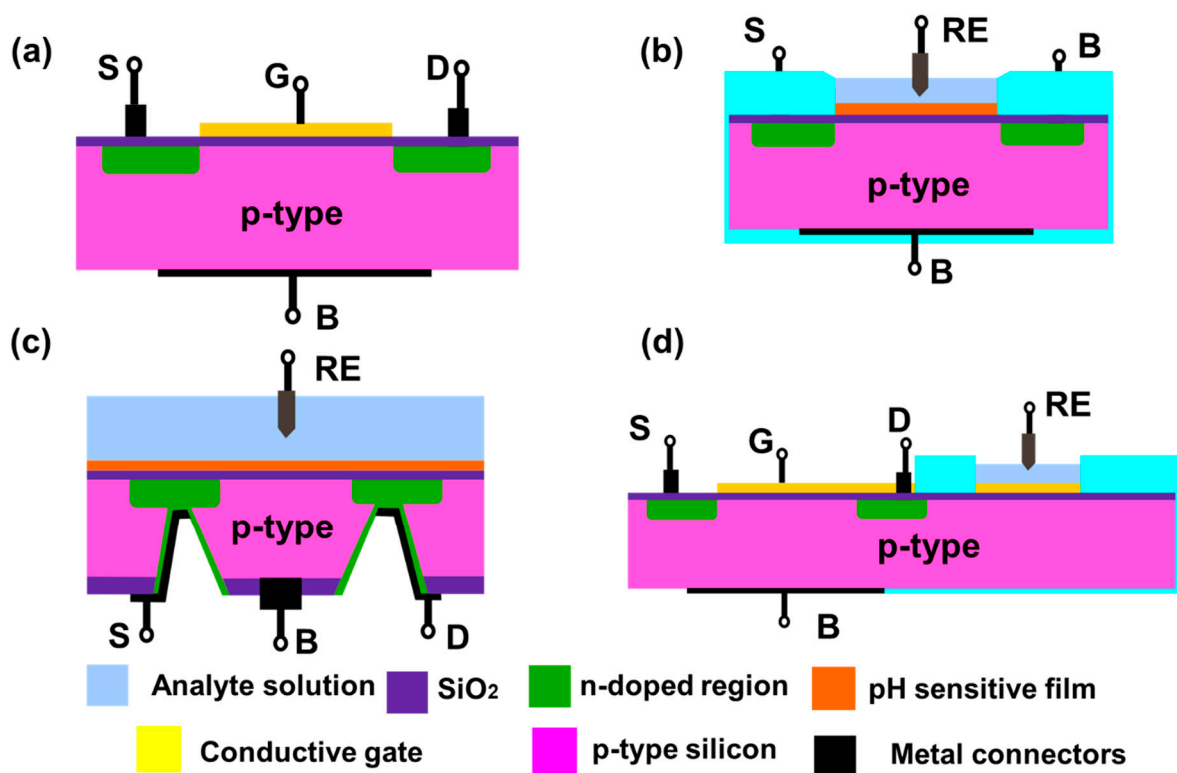 (a)
S
G
D
p-type
B
(b)
S
RE
B
p-type
B
(c)
RE
p-type
S
B
D
(d)
S
G
D
RE
p-type
B
Analyte solution
SiO₂
n-doped region
pH sensitive film
Conductive gate
p-type silicon
Metal connectors